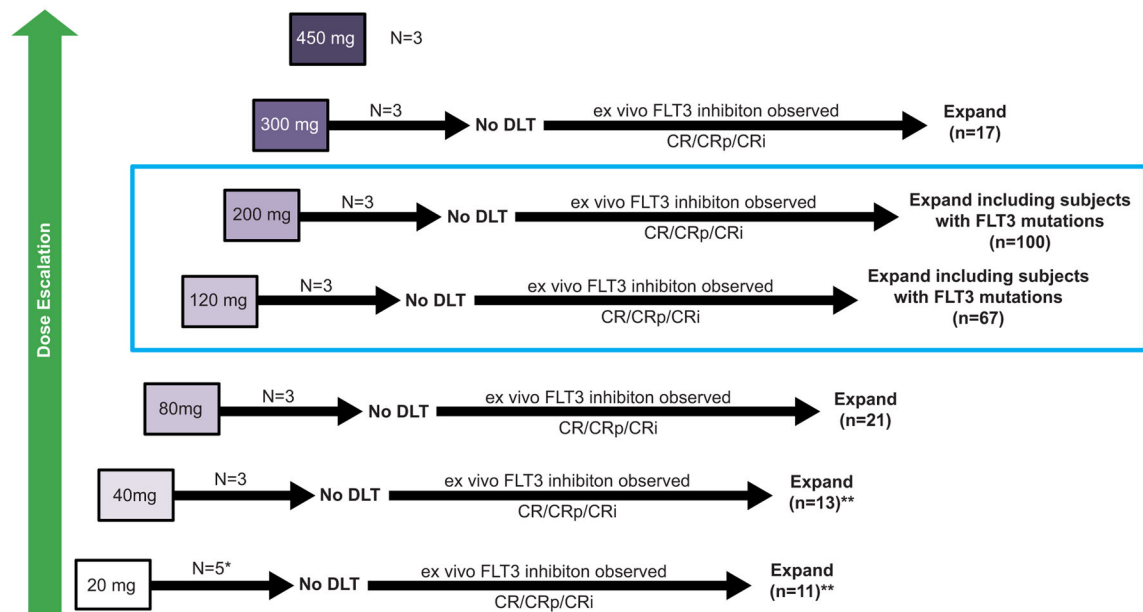 450 mg N=3
300 mg N=3 No DLT ex vivo FLT3 inhibiton observed Expand
CR/CRp/CRi (n=17)
200 mg N=3 No DLT ex vivo FLT3 inhibiton observed Expand including subjects
CR/CRp/CRi with FLT3 mutations
(n=100)
120 mg N=3 No DLT ex vivo FLT3 inhibiton observed Expand including subjects
CR/CRp/CRi with FLT3 mutations
(n=67)
80mg N=3 No DLT ex vivo FLT3 inhibiton observed Expand
CR/CRp/CRi (n=21)
40mg N=3 No DLT ex vivo FLT3 inhibiton observed Expand
CR/CRp/CRi (n=13)**
20 mg N=5* No DLT ex vivo FLT3 inhibiton observed Expand
CR/CRp/CRi (n=11)**
Dose Escalation